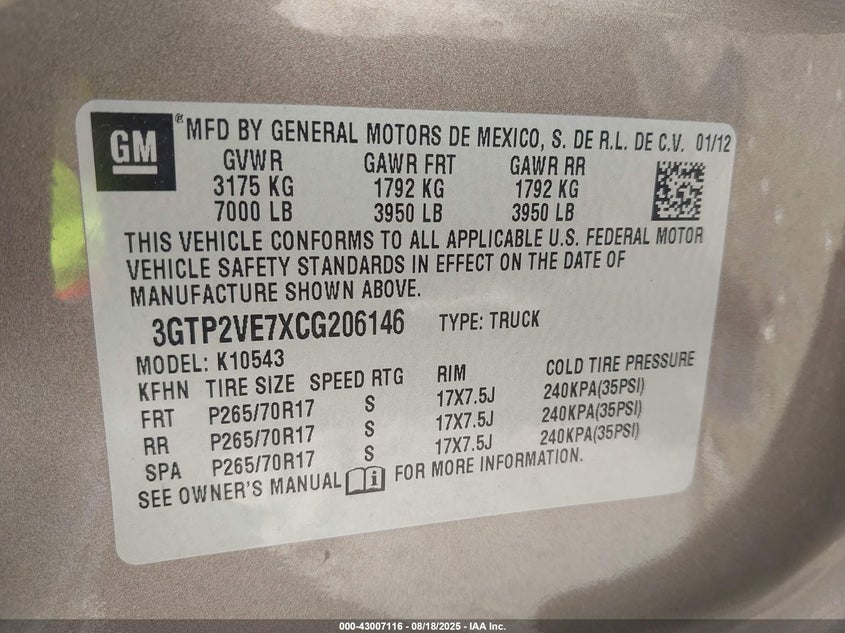 GM
® MFD BY GENERAL MOTORS DE MEXICO, S. DE R.L. DE C.V. 01/12
GVWR GAWR FRT GAWR RR
3175 KG 1792 KG 1792 KG
7000 LB 3950 LB 3950 LB
THIS VEHICLE CONFORMS TO ALL APPLICABLE U.S. FEDERAL MOTOR
VEHICLE SAFETY STANDARDS IN EFFECT ON THE DATE OF
MANUFACTURE SHOWN ABOVE.
3GTP2VE7XCG206146 TYPE: TRUCK
MODEL: K10543
KFHN TIRE SIZE SPEED RTG RIM COLD TIRE PRESSURE
FRT P265/70R17 S 17X7.5J 240KPA(35PSI)
RR P265/70R17 S 17X7.5J 240KPA(35PSI)
SPA P265/70R17 S 17X7.5J 240KPA(35PSI)
SEE OWNER'S MANUAL i FOR MORE INFORMATION.
000-43007116 - 08/18/2025 - IAA Inc.